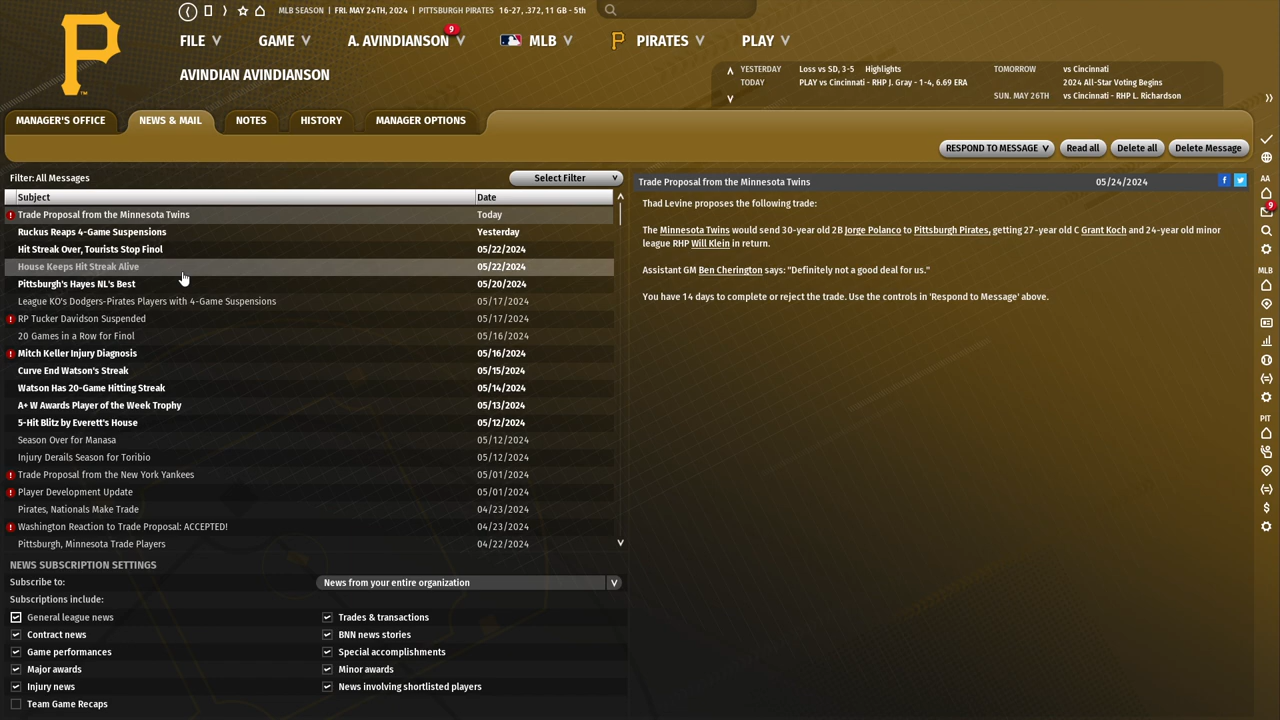 MLB SEASON | FRI. MAY 24TH, 2024 | PITTSBURGH PIRATES 16-27, .372, 11 GB - 5th
FILE GAME A. AVINDIANSON 9 MLB PIRATES PLAY
AVINDIAN AVINDIANSON
YESTERDAY Loss vs SD, 3-5 Highlights
TODAY PLAY vs Cincinnati - RHP J. Gray - 1-4, 6.69 ERA
TOMORROW vs Cincinnati
2024 All-Star Voting Begins
SUN. MAY 26TH vs Cincinnati - RHP L. Richardson
MANAGER'S OFFICE NEWS & MAIL NOTES HISTORY MANAGER OPTIONS
RESPOND TO MESSAGE Read all Delete all Delete Message
Filter: All Messages Select Filter
Subject Date
Trade Proposal from the Minnesota Twins Today
Ruckus Reaps 4-Game Suspensions Yesterday
Hit Streak Over, Tourists Stop Finol 05/22/2024
House Keeps Hit Streak Alive 05/22/2024
Pittsburgh's Hayes NL's Best 05/20/2024
League KO's Dodgers-Pirates Players with 4-Game Suspensions 05/17/2024
RP Tucker Davidson Suspended 05/17/2024
20 Games in a Row for Finol 05/16/2024
Mitch Keller Injury Diagnosis 05/16/2024
Curve End Watson's Streak 05/15/2024
Watson Has 20-Game Hitting Streak 05/14/2024
A+ W Awards Player of the Week Trophy 05/13/2024
5-Hit Blitz by Everett's House 05/12/2024
Season Over for Manasa 05/12/2024
Injury Derails Season for Toribio 05/12/2024
Trade Proposal from the New York Yankees 05/01/2024
Player Development Update 05/01/2024
Pirates, Nationals Make Trade 04/23/2024
Washington Reaction to Trade Proposal: ACCEPTED! 04/23/2024
Pittsburgh, Minnesota Trade Players 04/22/2024
NEWS SUBSCRIPTION SETTINGS
Subscribe to: News from your entire organization
Subscriptions include:
General league news Trades & transactions
Contract news BNN news stories
Game performances Special accomplishments
Major awards Minor awards
Injury news News involving shortlisted players
Team Game Recaps
Trade Proposal from the Minnesota Twins 05/24/2024
Thad Levine proposes the following trade:
The Minnesota Twins would send 30-year old 2B Jorge Polanco to Pittsburgh Pirates, getting 27-year old C Grant Koch and 24-year old minor
league RHP Will Klein in return.
Assistant GM Ben Cherington says: "Definitely not a good deal for us."
You have 14 days to complete or reject the trade. Use the controls in 'Respond to Message' above.
AA
9
MLB
PIT